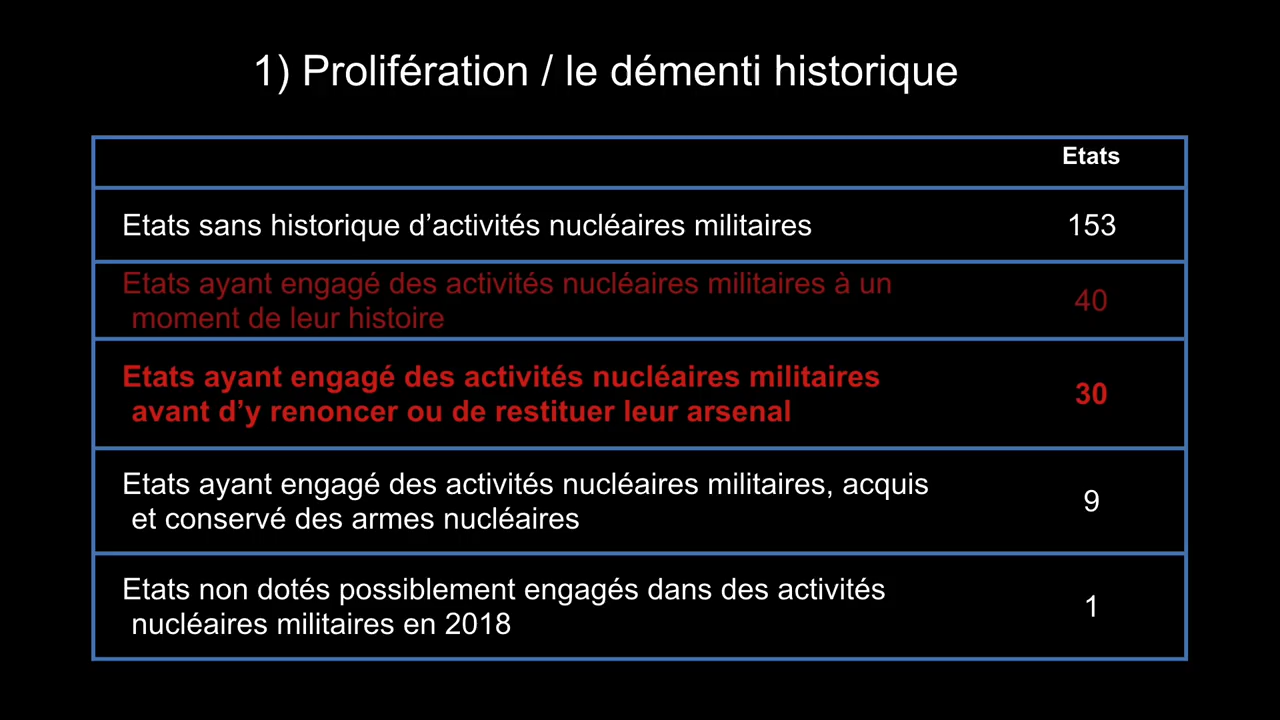 1) Prolifération / le démenti historique
Etats
Etats sans historique d’activités nucléaires militaires 153
Etats ayant engagé des activités nucléaires militaires à un
moment de leur histoire
40
Etats ayant engagé des activités nucléaires militaires
avant d’y renoncer ou de restituer leur arsenal
30
Etats ayant engagé des activités nucléaires militaires, acquis
et conservé des armes nucléaires
9
Etats non dotés possiblement engagés dans des activités
nucléaires militaires en 2018
1